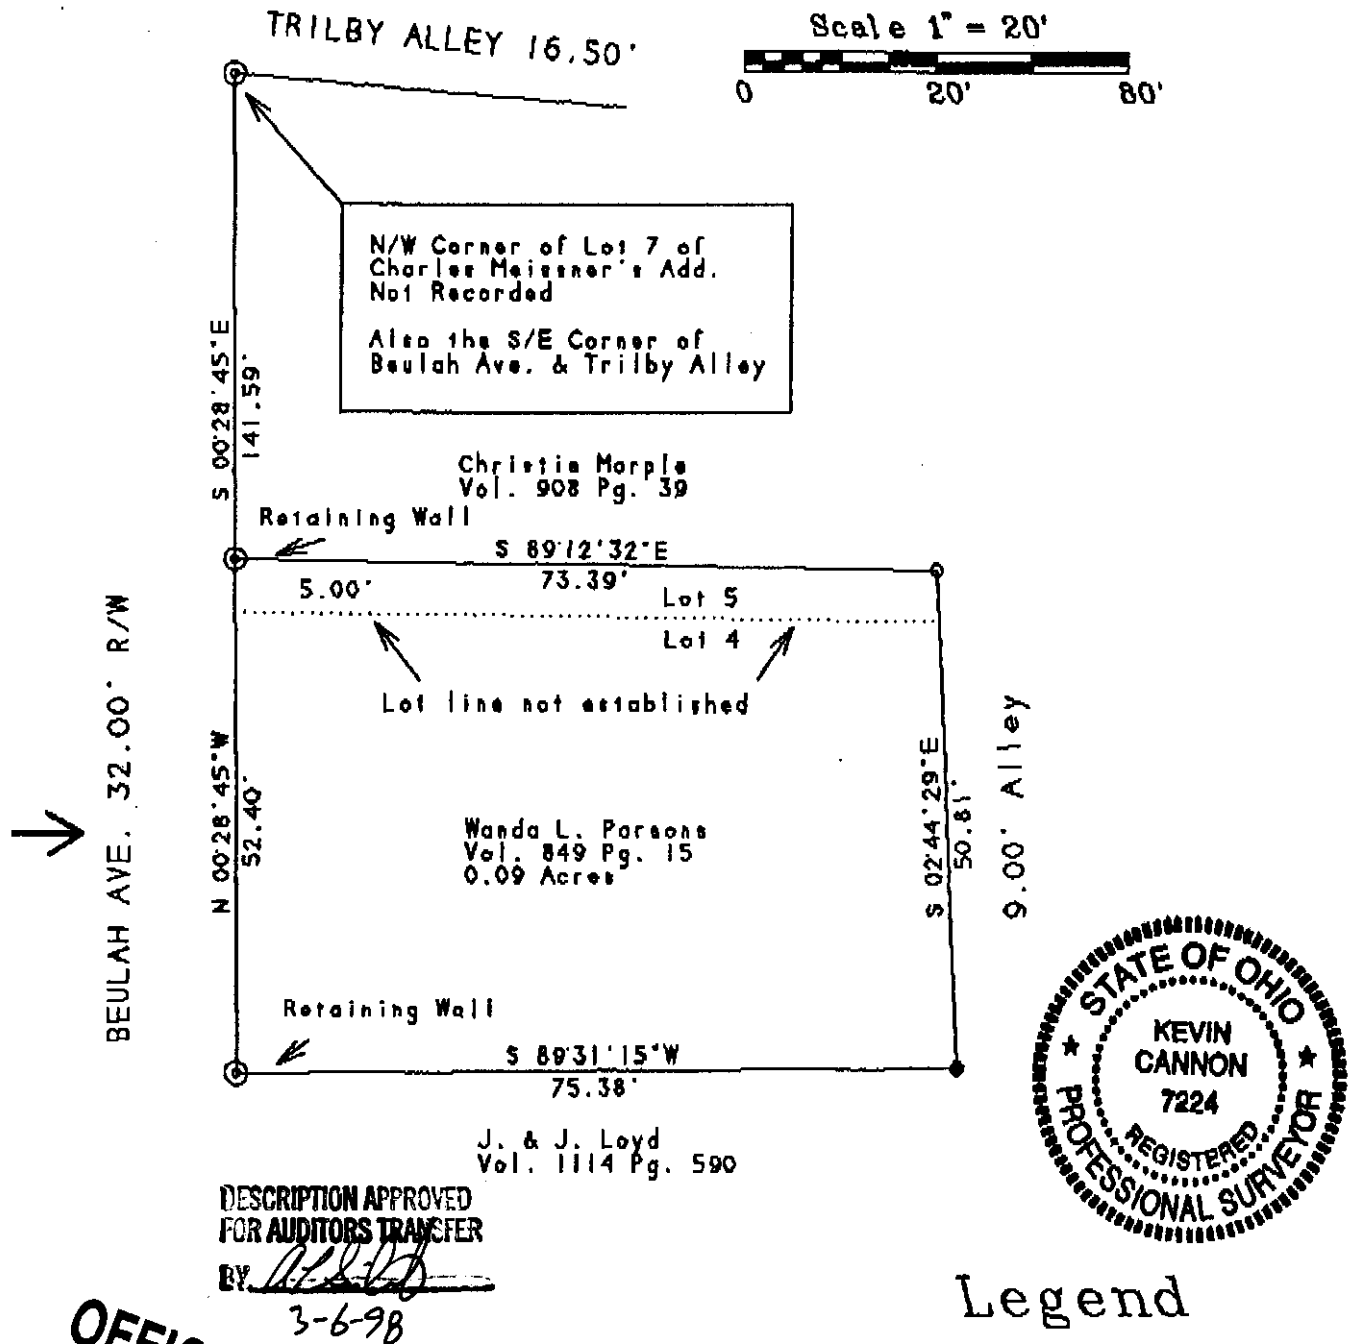 TRILBY ALLEY 16.50'
Scale 1" = 20'
0 20' 80'
N/W Corner of Lot 7 of
Charles Meissner's Add.
Not Recorded
Also the S/E Corner of
Beulah Ave. & Trilby Alley
S 00°28'45"E
141.59'
Christie Marple
Vol. 908 Pg. 39
Retaining Wall
S 89°12'32"E
73.39'
5.00'
Lot 5
Lot 4
Lot line not established
BEULAH AVE. 32.00' R/W
N 00°28'45"W
52.40'
Wanda L. Parsons
Vol. 849 Pg. 15
0.09 Acres
S 02°44'29"E
50.81'
9.00' Alley
Retaining Wall
S 89°31'15"W
75.38'
J. & J. Loyd
Vol. 1114 Pg. 590
STATE OF OHIO
KEVIN
CANNON
7224
REGISTERED
PROFESSIONAL SURVEYOR
DESCRIPTION APPROVED
FOR AUDITORS TRANSFER
BY
3-6-98
Legend